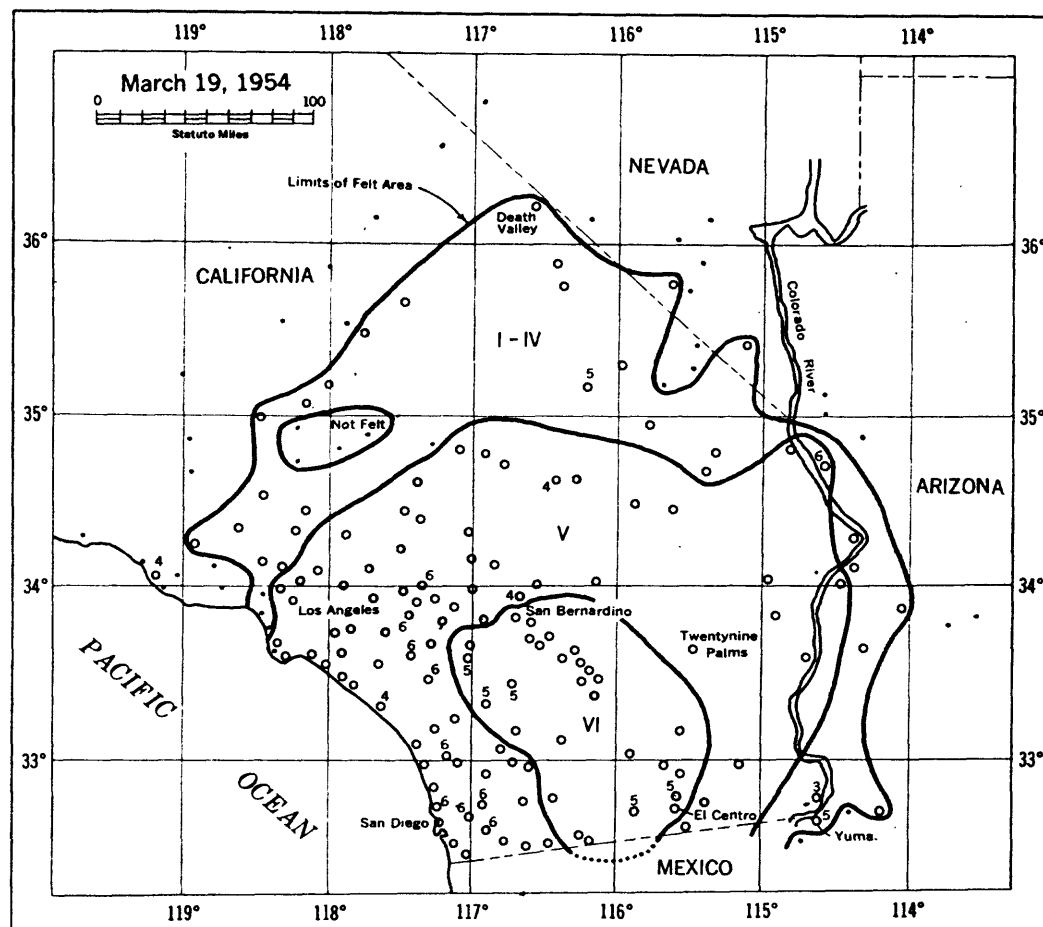 119° 118° 117° 116° 115° 114°
March 19, 1954
0 100
Statute Miles
NEVADA
Limits of Felt Area
Death
Valley
36° 36°
CALIFORNIA
Colorado
River
I - IV
5
35° 35°
Not Felt
6
4
ARIZONA
V
4
34° 34°
6
4
Los Angeles
San Bernardino
6
7
6
Twentynine
Palms
6
5
6
5
5
4
VI
33° 33°
6
OCEAN
PACIFIC
5
3
6
6
6
5
5
El Centro
San Diego
6
6
Yuma.
MEXICO
119° 118° 117° 116° 115° 114°